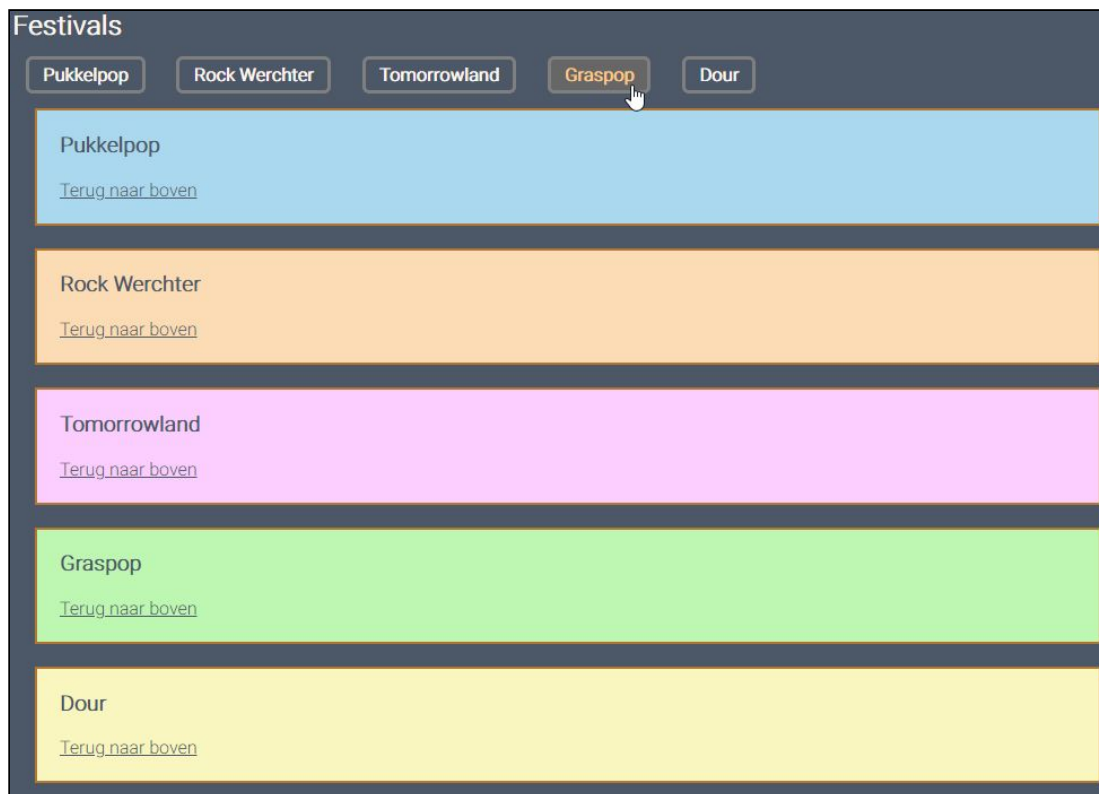 Festivals
Pukkelpop Rock Werchter Tomorrowland Graspop Dour
Pukkelpop
Terug naar boven
Rock Werchter
Terug naar boven
Tomorrowland
Terug naar boven
Graspop
Terug naar boven
Dour
Terug naar boven